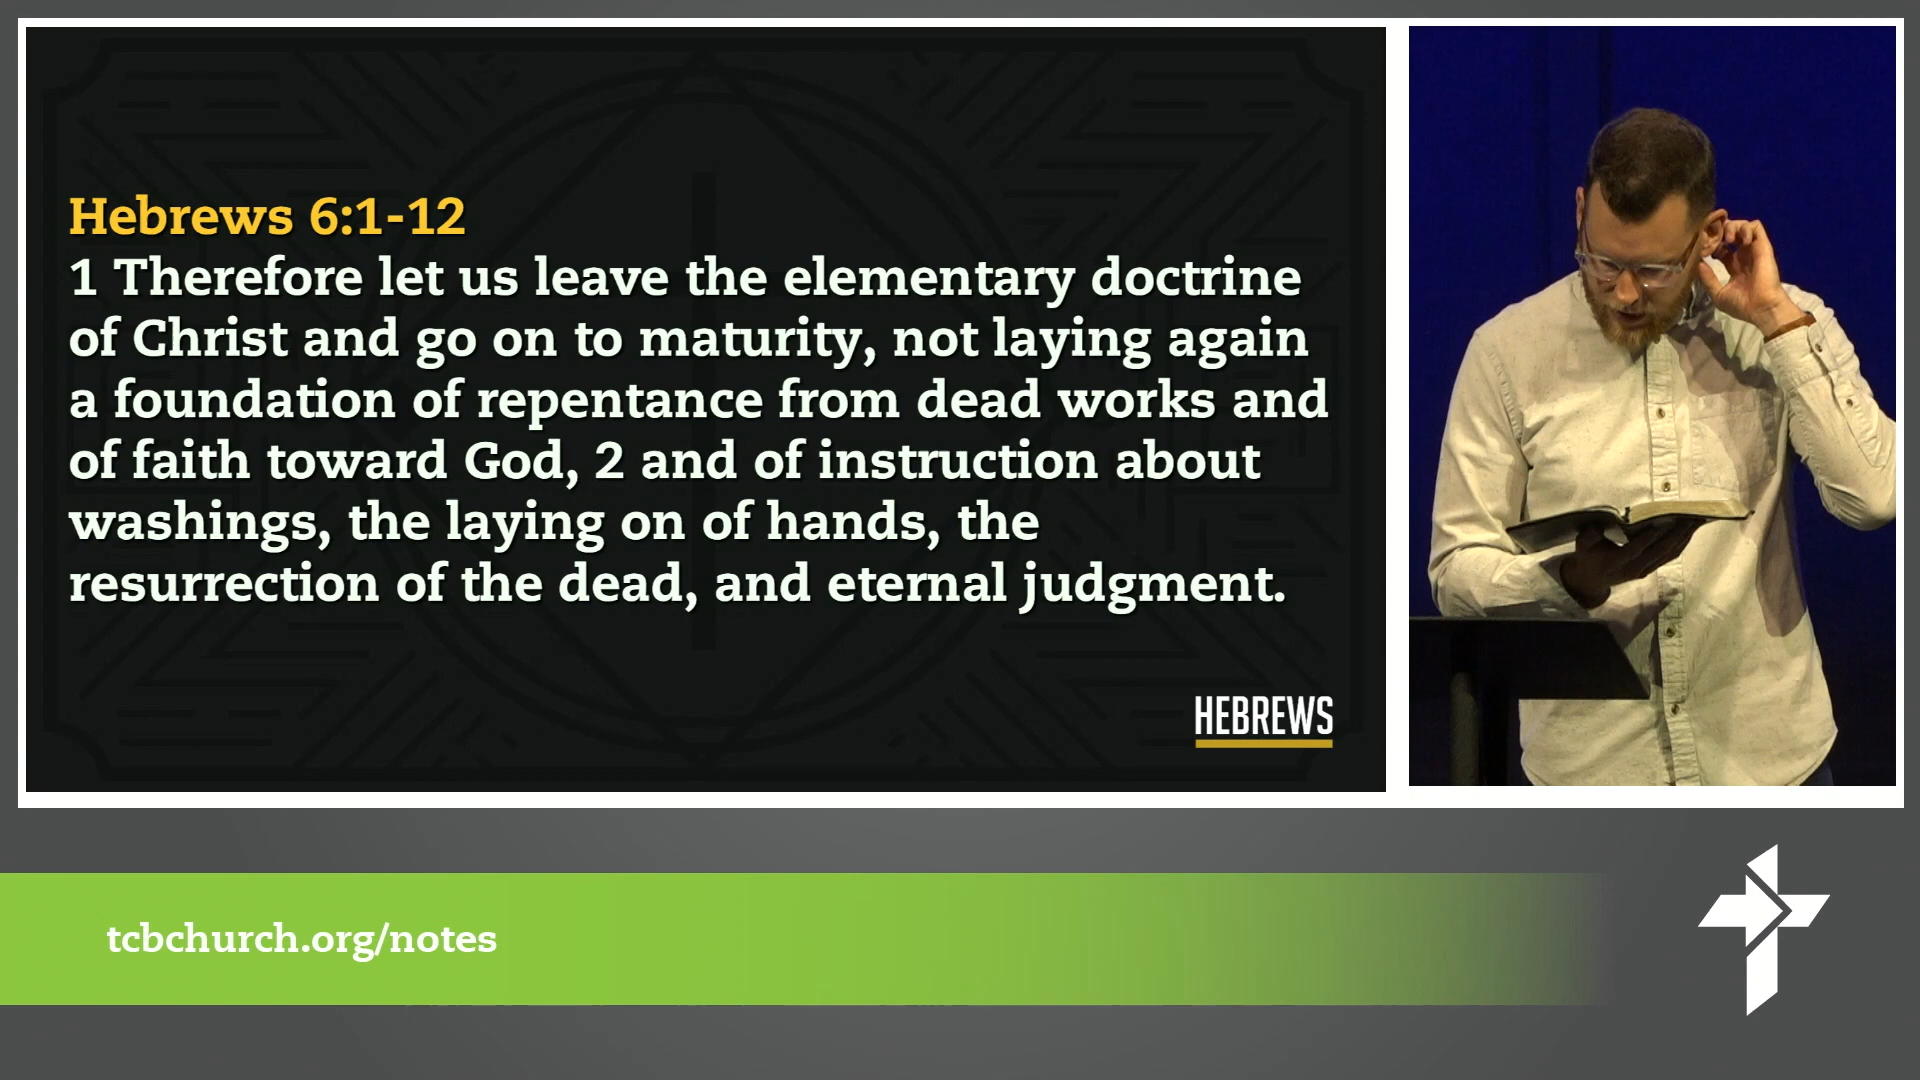 Hebrews 6:1-12
1 Therefore let us leave the elementary doctrine
of Christ and go on to maturity, not laying again
a foundation of repentance from dead works and
of faith toward God, 2 and of instruction about
washings, the laying on of hands, the
resurrection of the dead, and eternal judgment.
HEBREWS
tcbchurch.org/notes